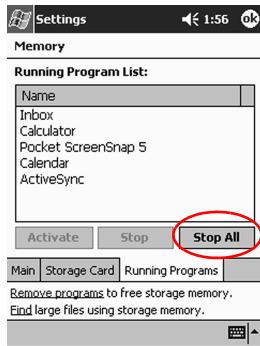 Settings 1:56 ok
Memory
Running Program List:
Name
Inbox
Calculator
Pocket ScreenSnap 5
Calendar
ActiveSync
Activate Stop Stop All
Main Storage Card Running Programs
Remove programs to free storage memory.
Find large files using storage memory.